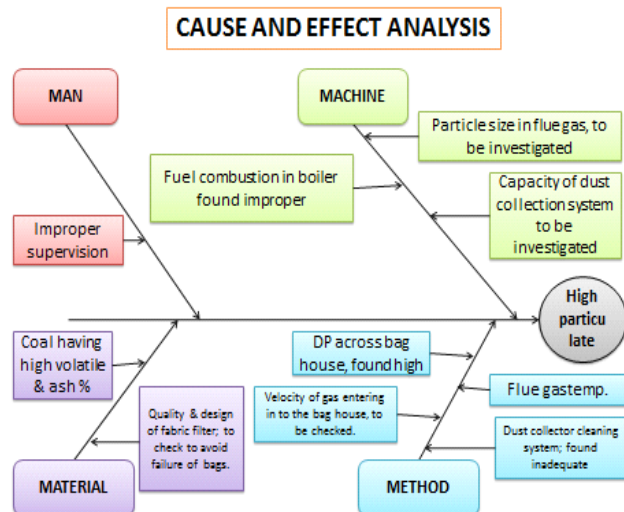 CAUSE AND EFFECT ANALYSIS
MAN
MACHINE
Particle size in flue gas, to
be investigated
Fuel combustion in boiler
found improper
Capacity of dust
collection system
to be
investigated
Improper
supervision
High
particu
late
Coal having
high volatile
& ash %
DP across bag
house, found high
Flue gas temp.
Velocity of gas entering
in to the bag house, to
be checked.
Quality & design
of fabric filter; to
check to avoid
failure of bags.
Dust collector cleaning
system; found
inadequate
MATERIAL
METHOD